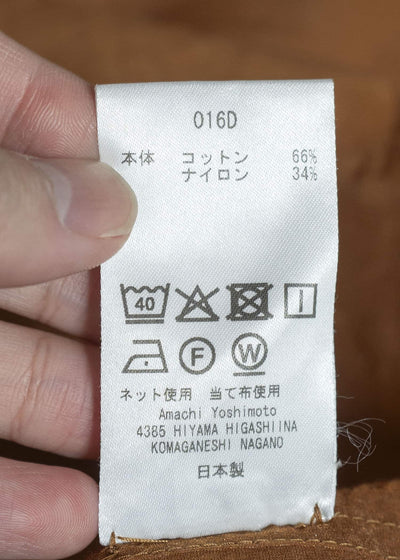 016D
本体 コットン 66%
ナイロン 34%
40
F W
ネット使用 当て布使用
Amachi Yoshimoto
4385 HIYAMA HIGASHIINA
KOMAGANESHI NAGANO
日本製